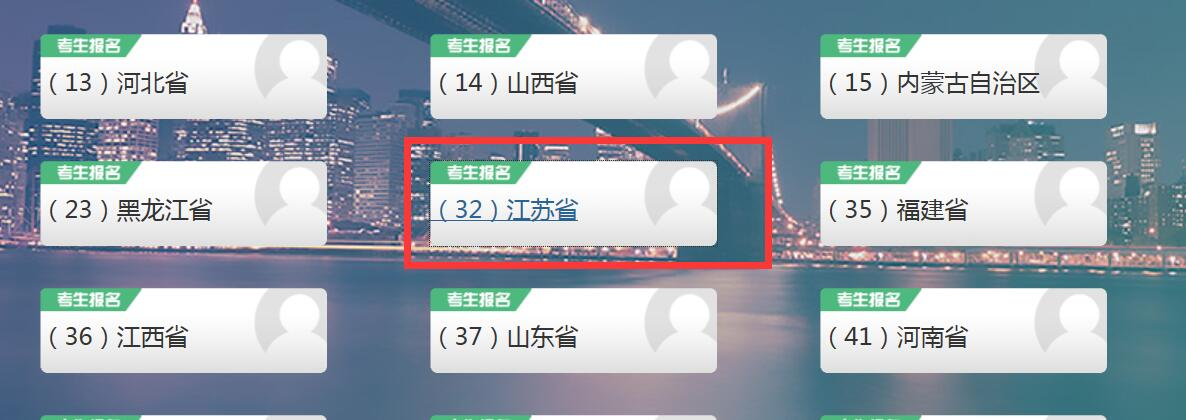 考生报名
（13）河北省
考生报名
（14）山西省
考生报名
（15）内蒙古自治区
考生报名
（23）黑龙江省
考生报名
（32）江苏省
考生报名
（35）福建省
考生报名
（36）江西省
考生报名
（37）山东省
考生报名
（41）河南省